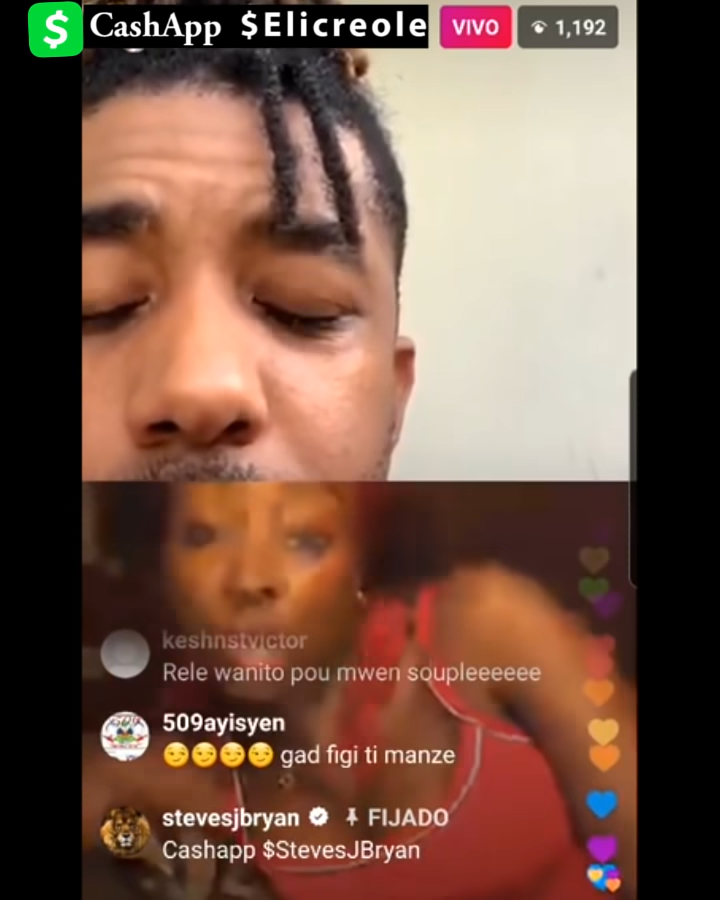 $ CashApp $Elicreole VIVO 1,192
keshnstvictor
Rele wanito pou mwen soupleeeeee
509ayisyen
😏😏😏😏 gad figi ti manze
stevesjbryan FIJADO
Cashapp $StevesJBryan